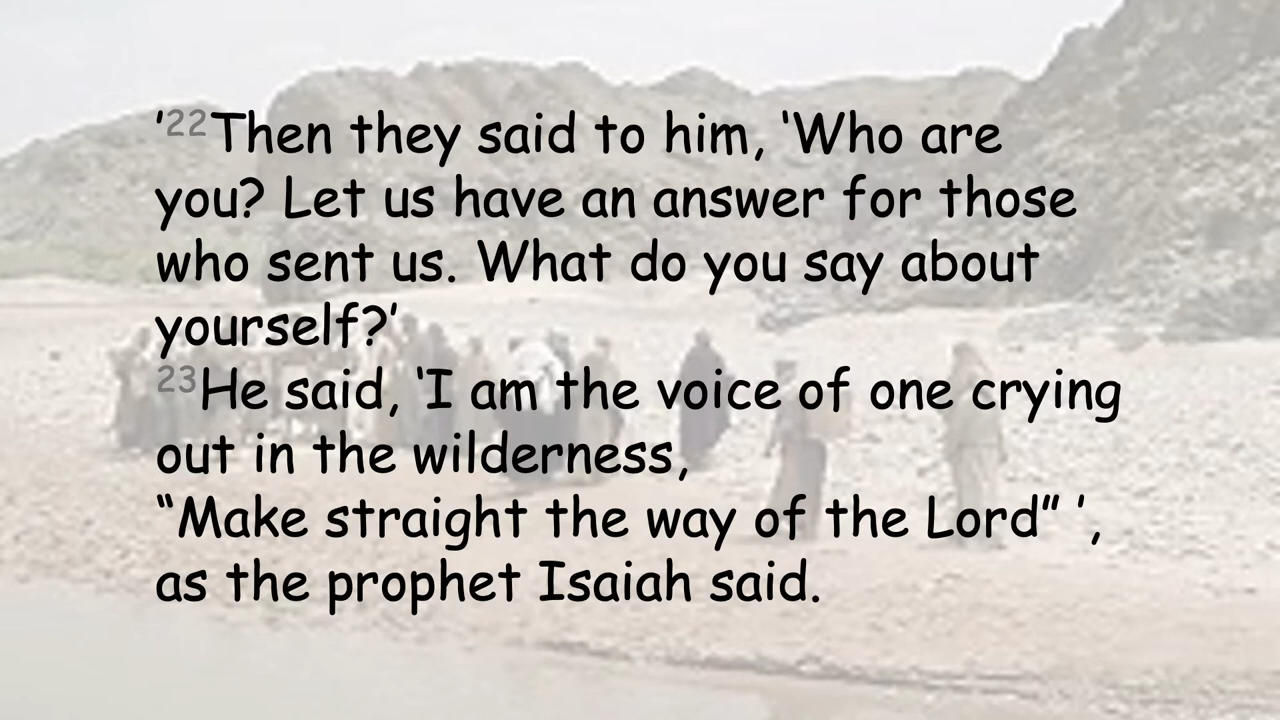 ’22Then they said to him, ‘Who are
you? Let us have an answer for those
who sent us. What do you say about
yourself?’
23He said, ‘I am the voice of one crying
out in the wilderness,
“Make straight the way of the Lord” ’,
as the prophet Isaiah said.